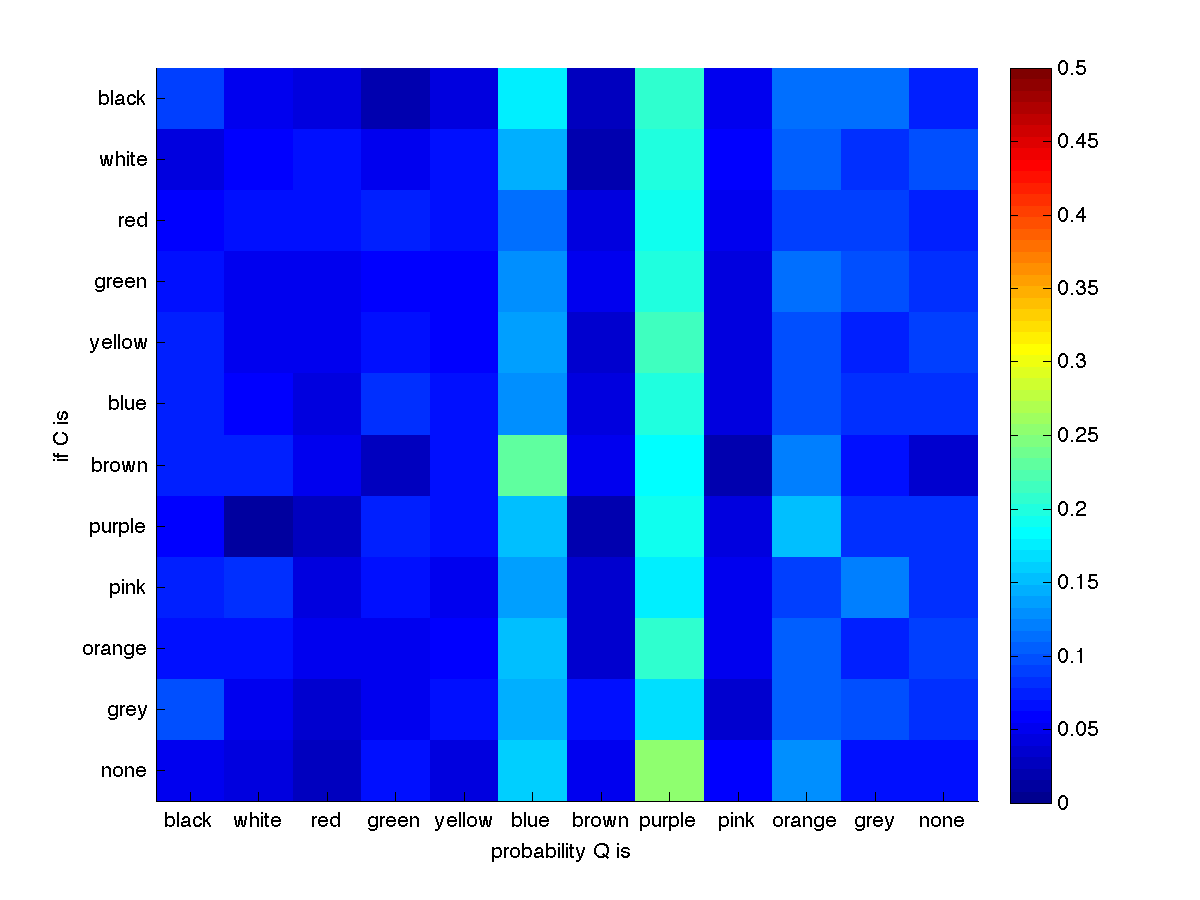 black
white
red
green
yellow
blue
brown
purple
pink
orange
grey
none
if C is
black white red green yellow blue brown purple pink orange grey none
probability Q is
0.5
0.45
0.4
0.35
0.3
0.25
0.2
0.15
0.1
0.05
0